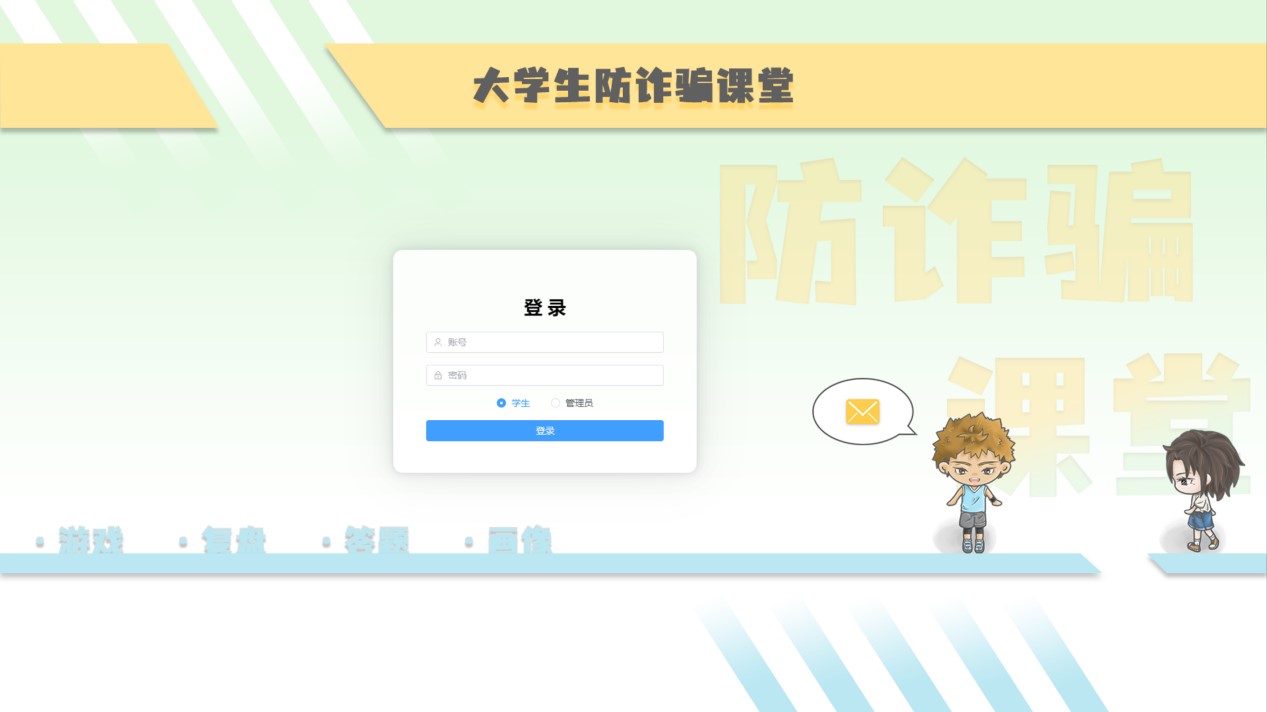 大学生防诈骗课堂
防诈骗
课堂
登录
账号
密码
学生 管理员
登录
·游戏 ·复盘 ·答题 ·画像